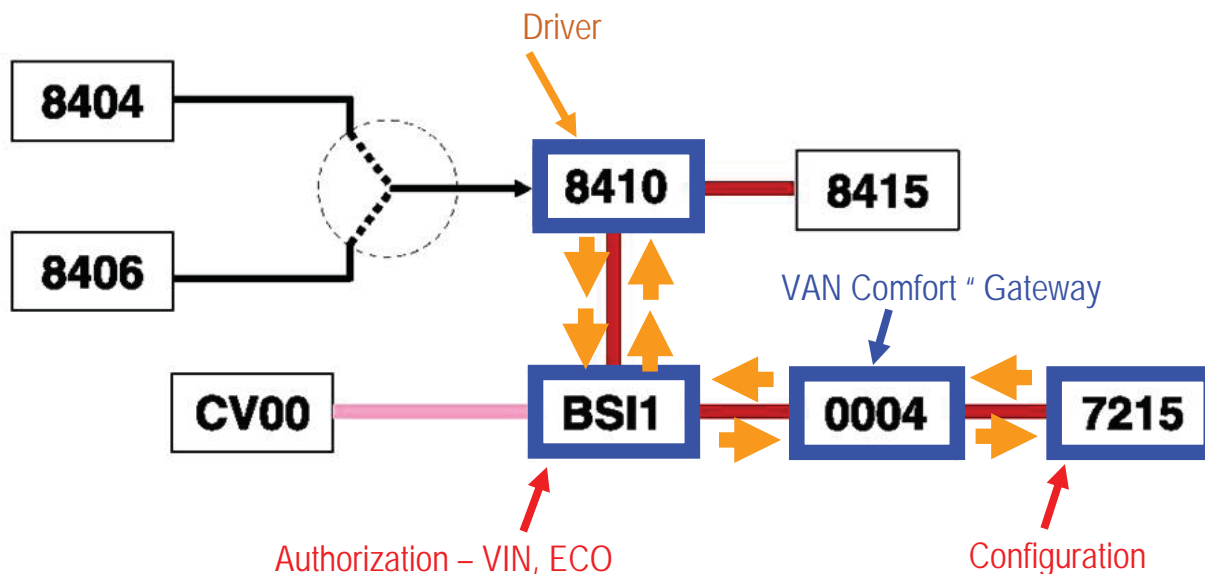 Driver
8404
8410
8415
8406
VAN Comfort “ Gateway
CV00
BSI1
0004
7215
Authorization – VIN, ECO
Configuration